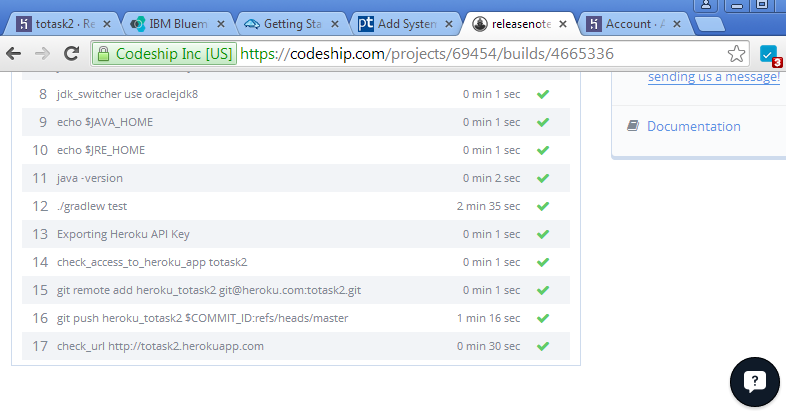 totask2 · Re
IBM Bluem
Getting Sta
Add System
releasenote
Account · A
Codeship Inc [US]
https://codeship.com/projects/69454/builds/4665336
3
sending us a message!
Documentation
8 jdk_switcher use oraclejdk8 0 min 1 sec
9 echo $JAVA_HOME 0 min 1 sec
10 echo $JRE_HOME 0 min 1 sec
11 java -version 0 min 2 sec
12 ./gradlew test 2 min 35 sec
13 Exporting Heroku API Key 0 min 1 sec
14 check_access_to_heroku_app totask2 0 min 1 sec
15 git remote add heroku_totask2 git@heroku.com:totask2.git 0 min 1 sec
16 git push heroku_totask2 $COMMIT_ID:refs/heads/master 1 min 16 sec
17 check_url http://totask2.herokuapp.com 0 min 30 sec